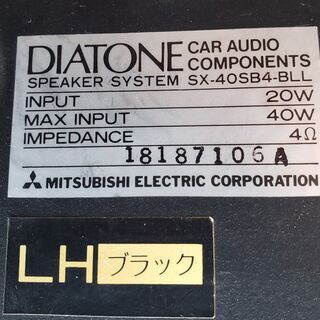 DIATONE CAR AUDIO COMPONENTS
SPEAKER SYSTEM SX-40SB4-BLL
INPUT 20W
MAX INPUT 40W
IMPEDANCE 4Ω
18187106A
MITSUBISHI ELECTRIC CORPORATION
LH ブラック